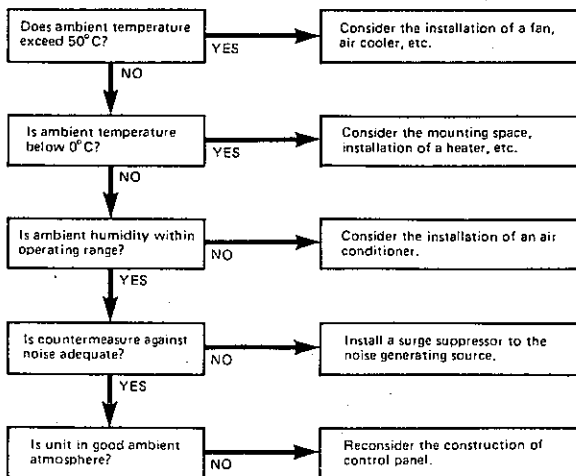 Does ambient temperature
exceed 50°C?
YES
Consider the installation of a fan,
air cooler, etc.
NO
Is ambient temperature
below 0°C?
YES
Consider the mounting space,
installation of a heater, etc.
NO
Is ambient humidity within
operating range?
NO
Consider the installation of an air
conditioner.
YES
Is countermeasure against
noise adequate?
NO
Install a surge suppressor to the
noise generating source.
YES
Is unit in good ambient
atmosphere?
NO
Reconsider the construction of
control panel.